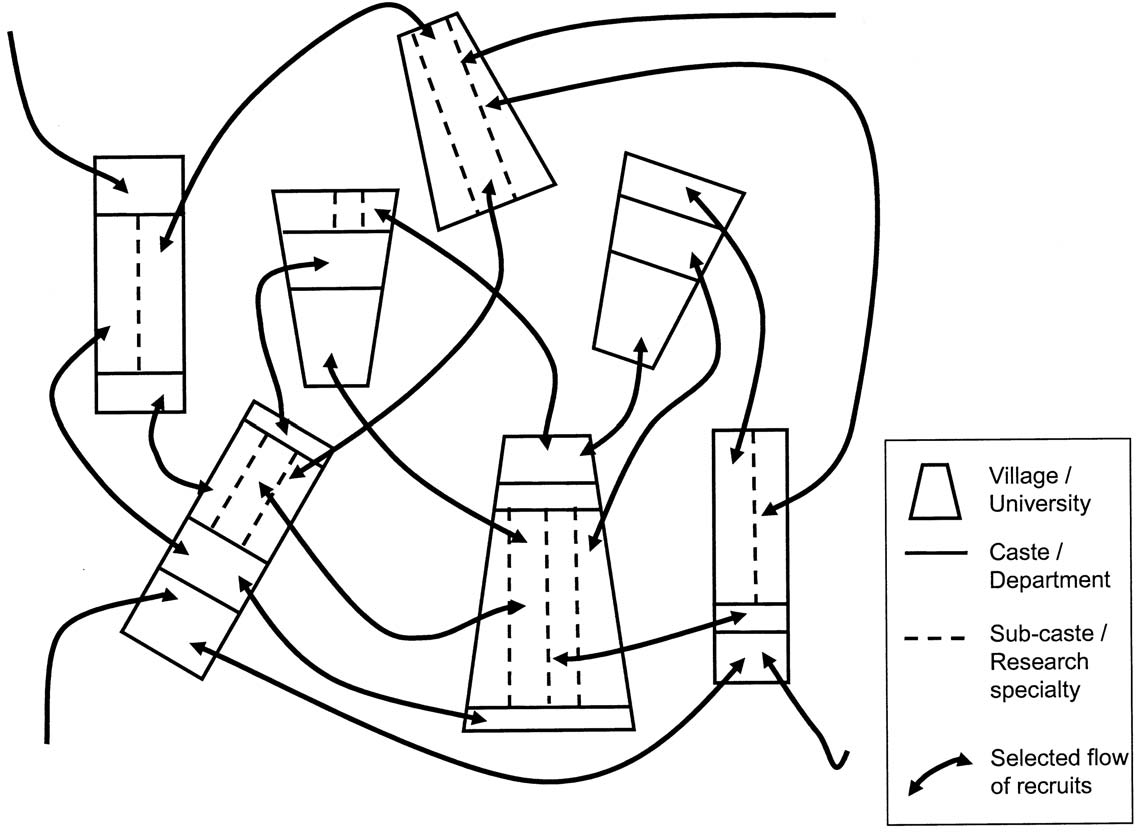 Village /
University
Caste /
Department
Sub-caste /
Research
specialty
Selected flow
of recruits